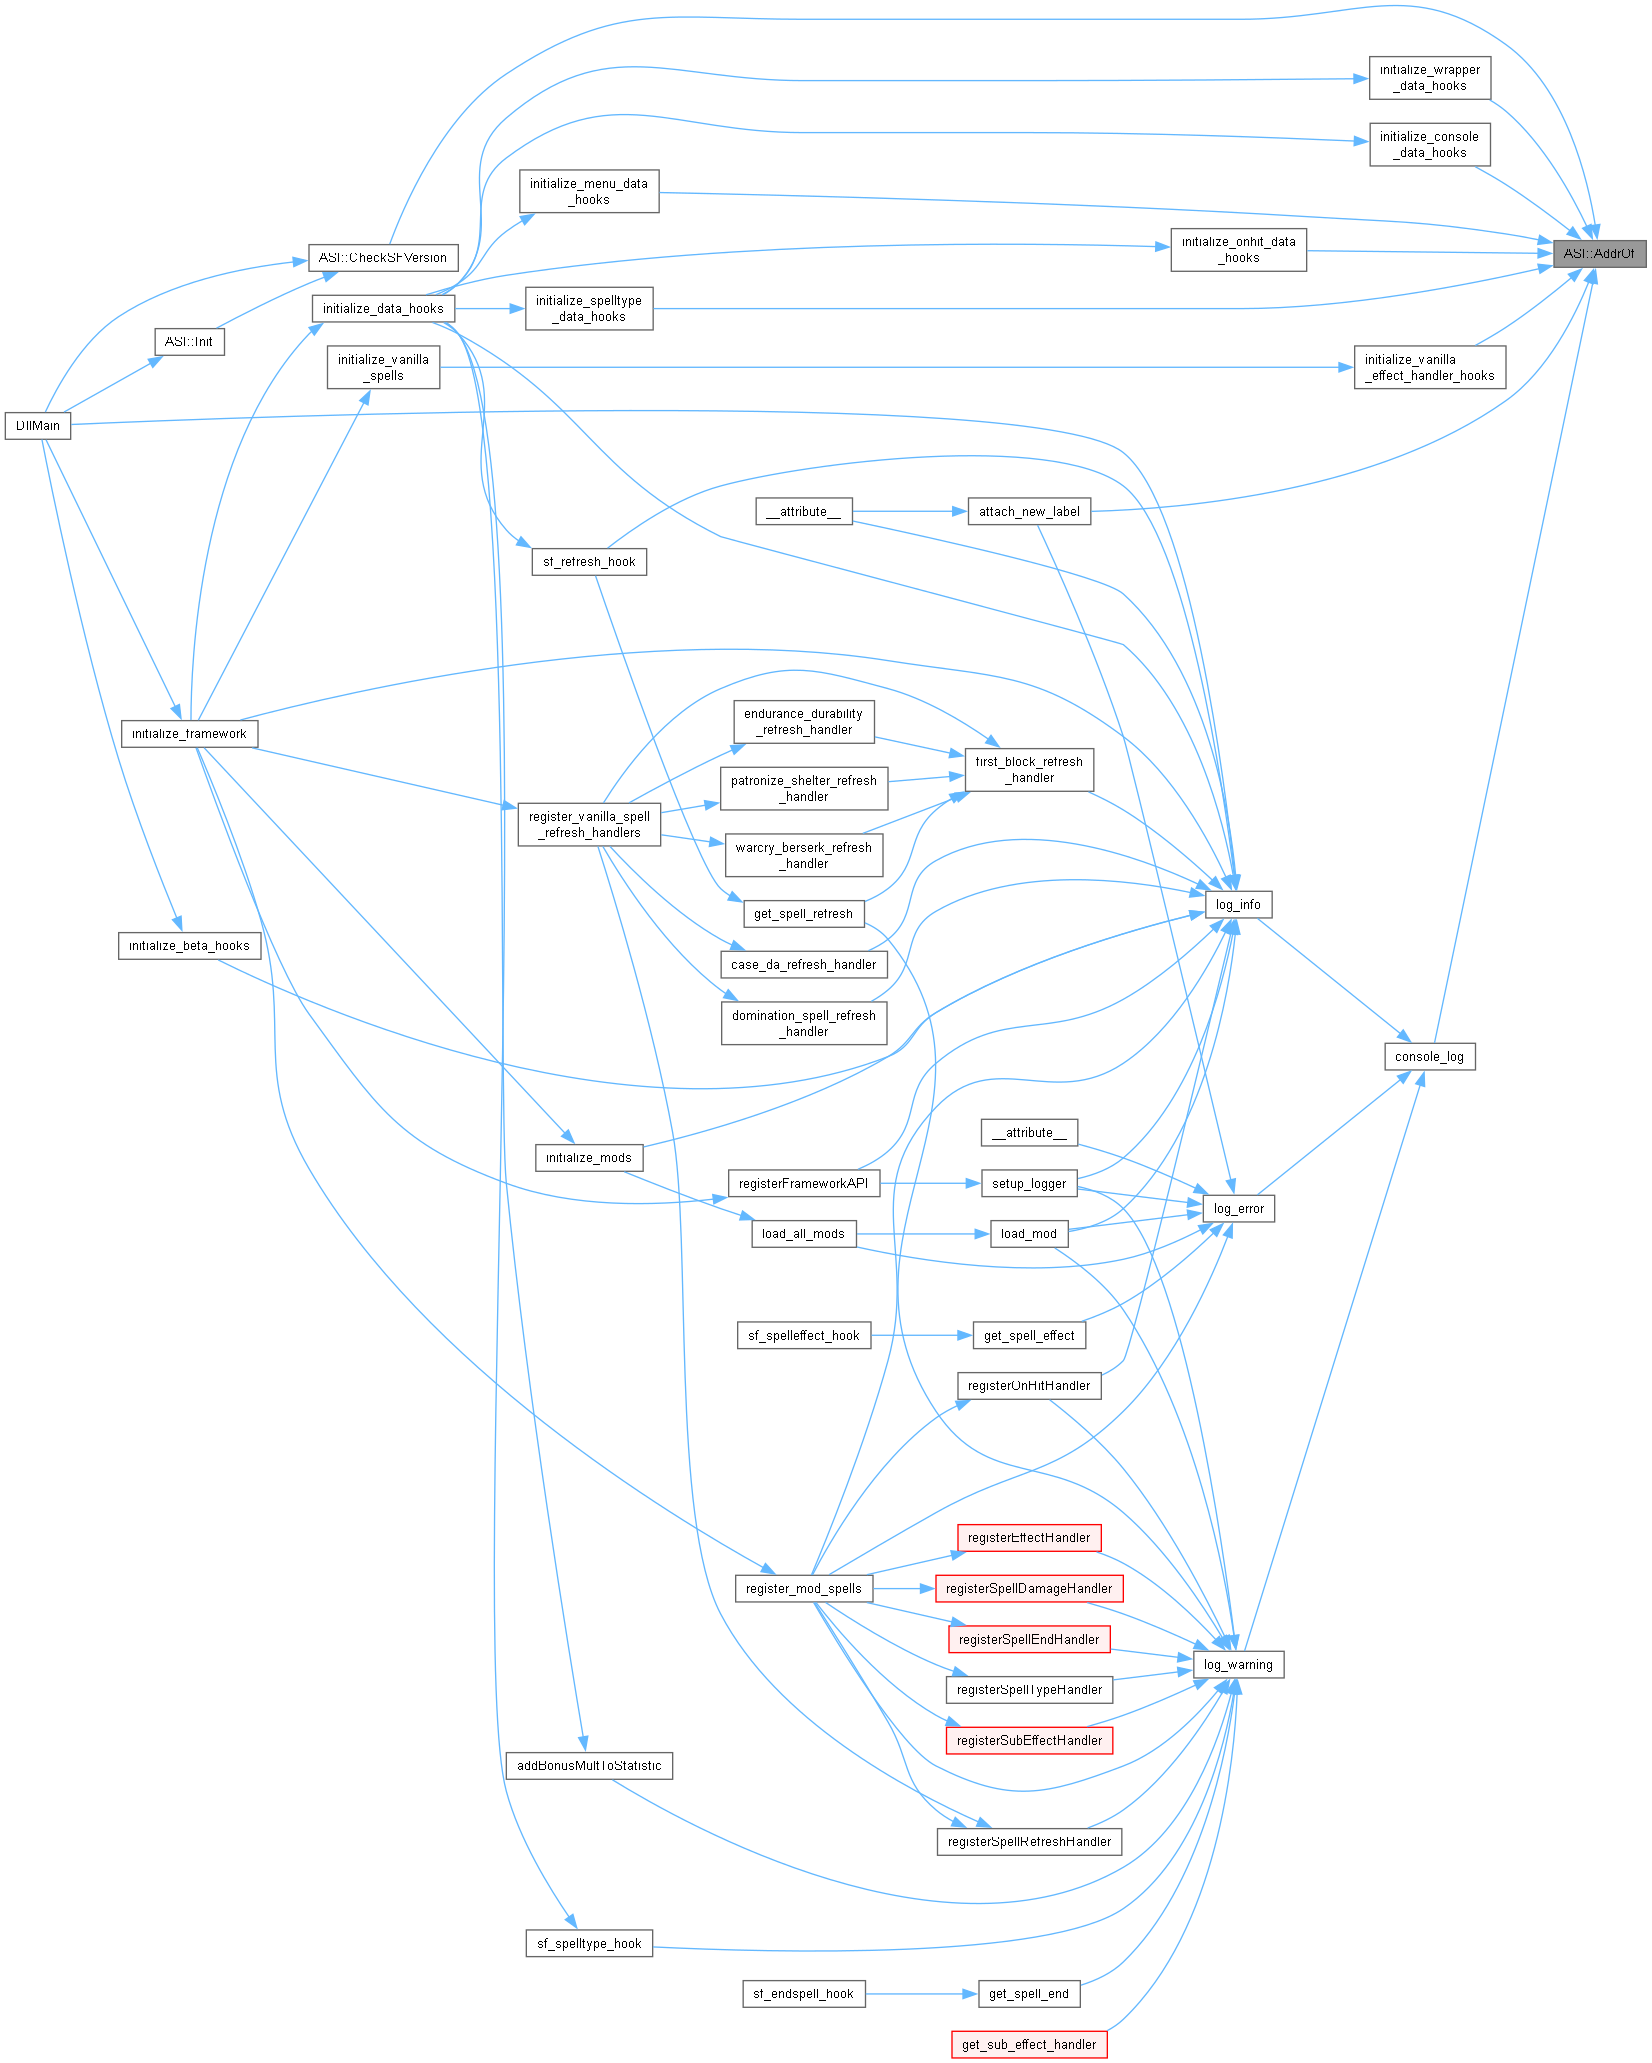 initialize_wrapper
_data_hooks
initialize_console
_data_hooks
initialize_menu_data
_hooks
initialize_onhit_data
_hooks
ASI::AddrOf
ASI::CheckSFVersion
initialize_data_hooks
initialize_spelltype
_data_hooks
ASI::Init
initialize_vanilla
_spells
initialize_vanilla
_effect_handler_hooks
DllMain
__attribute__
attach_new_label
sf_refresh_hook
endurance_durability
_refresh_handler
initialize_framework
first_block_refresh
_handler
patronize_shelter_refresh
_handler
register_vanilla_spell
_refresh_handlers
warcry_berserk_refresh
_handler
log_info
get_spell_refresh
initialize_beta_hooks
case_da_refresh_handler
domination_spell_refresh
_handler
console_log
__attribute__
initialize_mods
registerFrameworkAPI
setup_logger
log_error
load_all_mods
load_mod
sf_spelleffect_hook
get_spell_effect
registerOnHitHandler
registerEffectHandler
register_mod_spells
registerSpellDamageHandler
registerSpellEndHandler
log_warning
registerSpellTypeHandler
registerSubEffectHandler
addBonusMultToStatistic
registerSpellRefreshHandler
sf_spelltype_hook
sf_endspell_hook
get_spell_end
get_sub_effect_handler